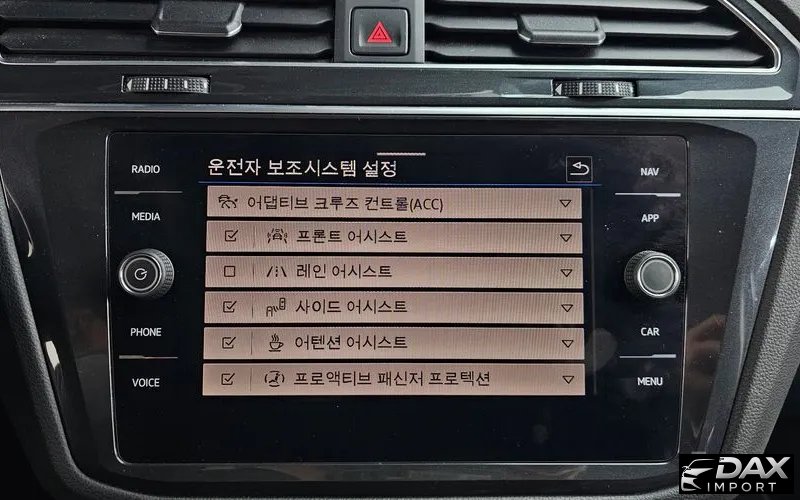 RADIO
MEDIA
PHONE
VOICE
운전자 보조시스템 설정
어댑티브 크루즈 컨트롤(ACC)
프론트 어시스트
레인 어시스트
사이드 어시스트
어텐션 어시스트
프로액티브 패신저 프로텍션
NAV
APP
CAR
MENU
DAX
IMPORT